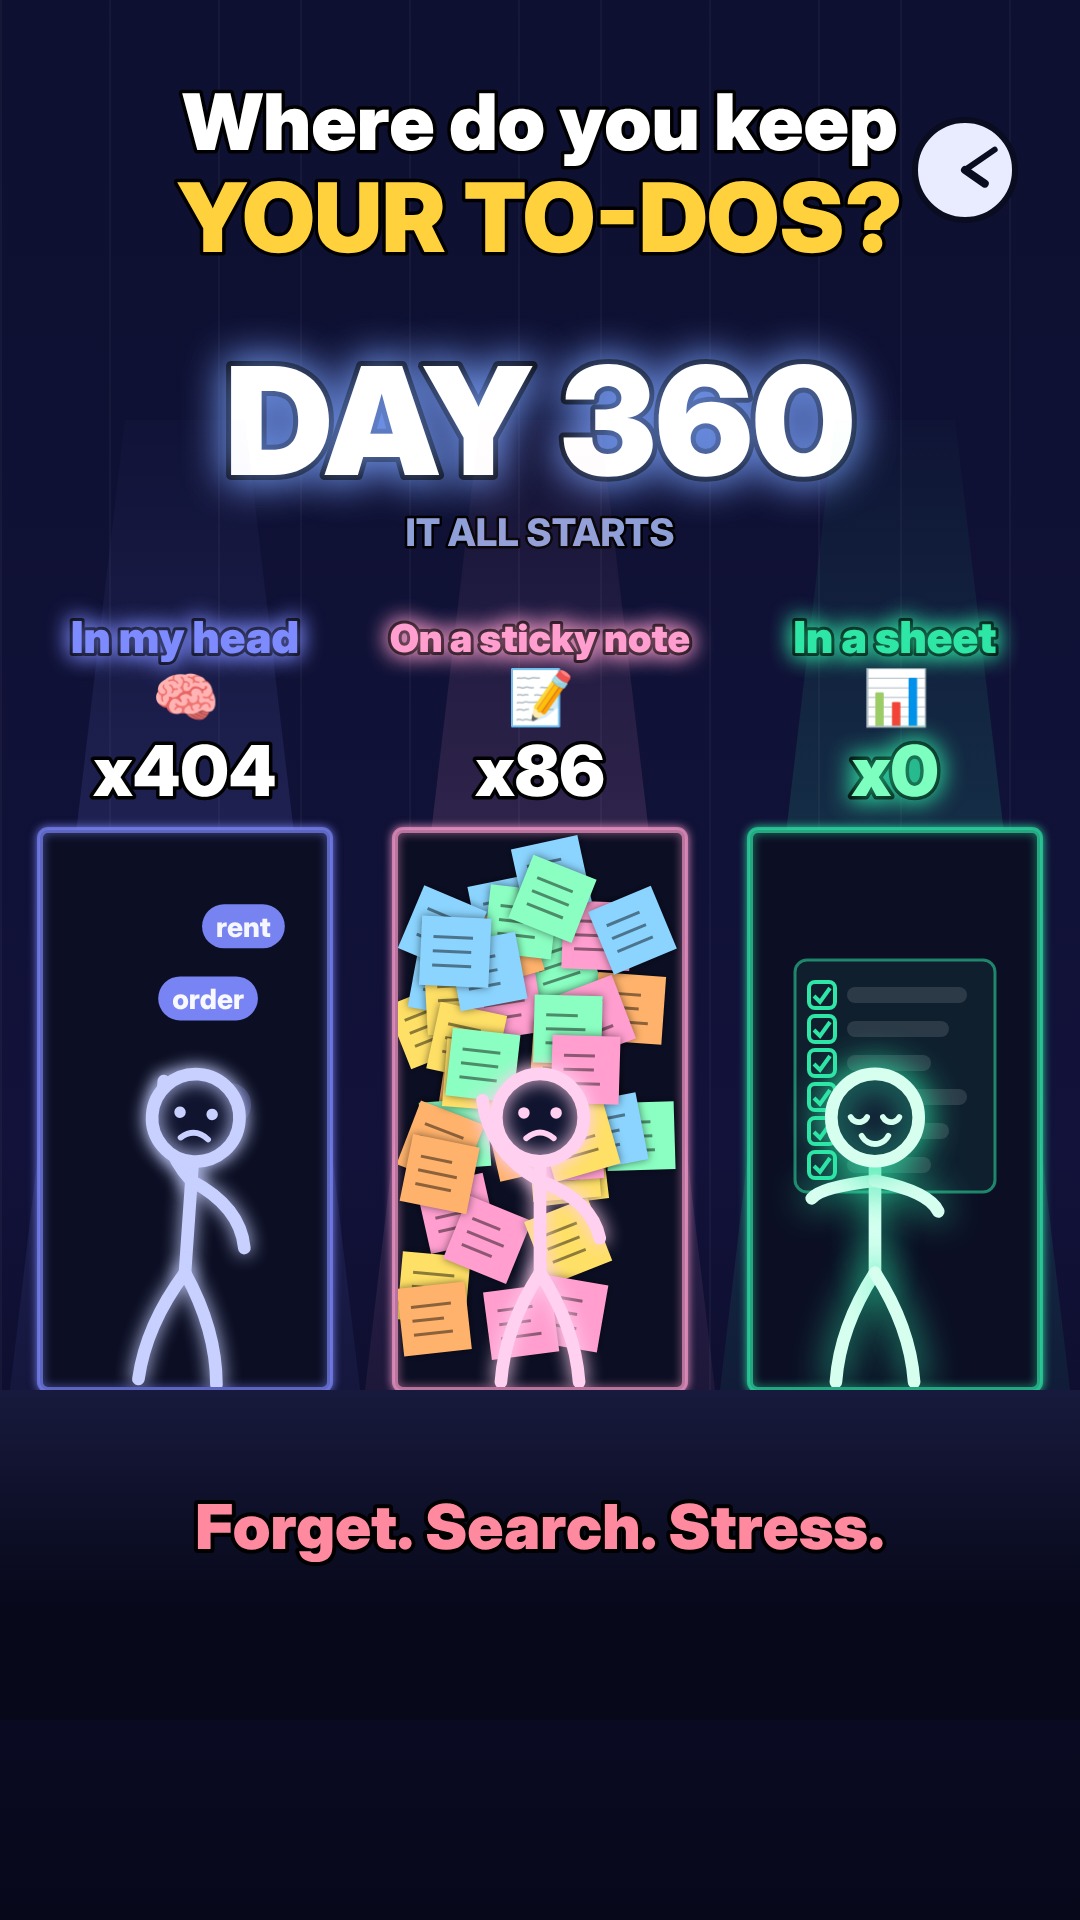 Where do you keep
YOUR TO-DOS?
DAY 360
IT ALL STARTS
In my head
On a sticky note
In a sheet
x404
x86
x0
rent
order
Forget. Search. Stress.